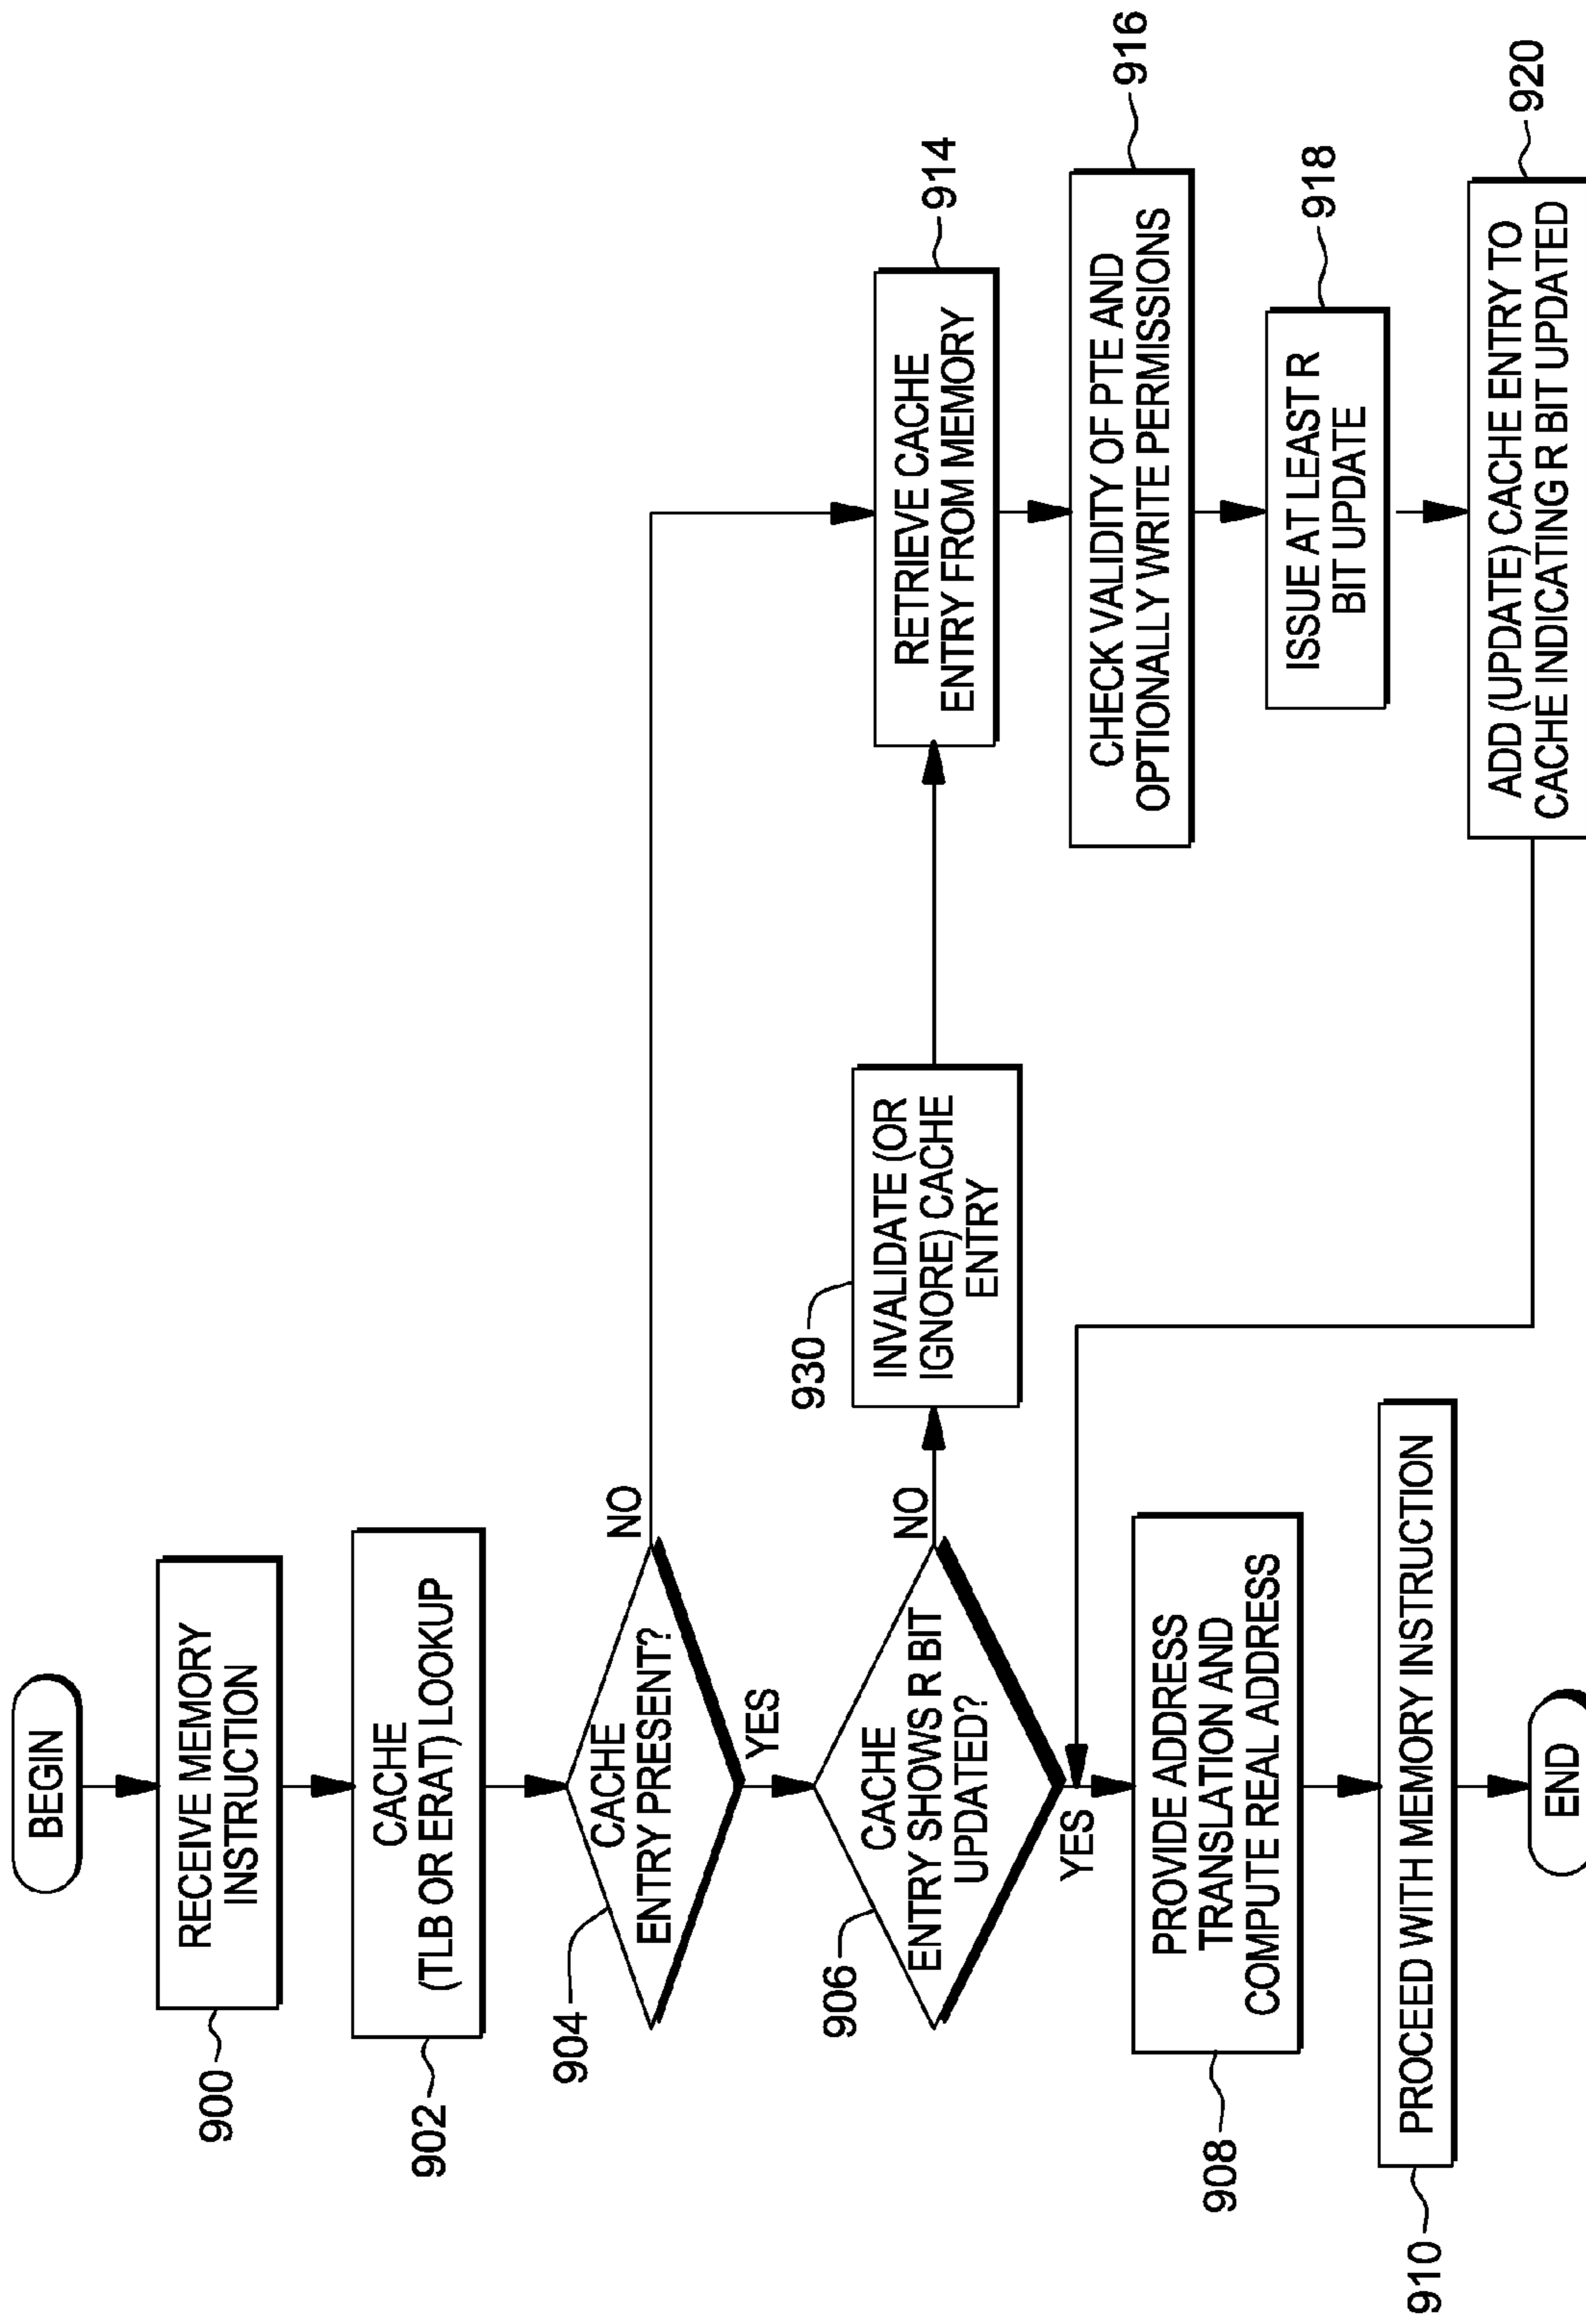 BEGIN
900
RECEIVE MEMORY
INSTRUCTION
902
CACHE
(TLB OR ERAT) LOOKUP
904
CACHE
ENTRY PRESENT?
NO
YES
906
CACHE
ENTRY SHOWS R BIT
UPDATED?
NO
YES
930
INVALIDATE (OR
IGNORE) CACHE
ENTRY
914
RETRIEVE CACHE
ENTRY FROM MEMORY
916
CHECK VALIDITY OF PTE AND
OPTIONALLY WRITE PERMISSIONS
918
ISSUE AT LEAST R
BIT UPDATE
920
ADD (UPDATE) CACHE ENTRY TO
CACHE INDICATING R BIT UPDATED
908
PROVIDE ADDRESS
TRANSLATION AND
COMPUTE REAL ADDRESS
910
PROCEED WITH MEMORY INSTRUCTION
END